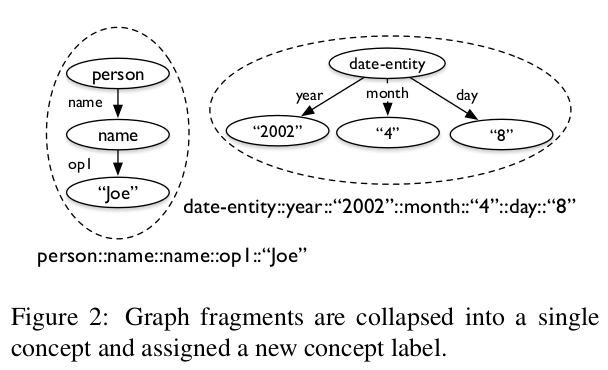 person
name
name
op1
“Joe”
person::name::name::op1::“Joe”
date-entity
year
month
day
“2002”
“4”
“8”
date-entity::year::“2002”::month::“4”::day::“8”
Figure 2: Graph fragments are collapsed into a single
concept and assigned a new concept label.